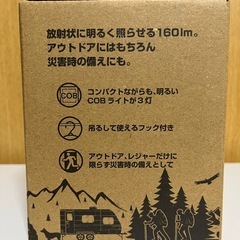 放射状に明るく照らせる160lm。
アウトドアにはもちろん
災害時の備えにも。
COB
コンパクトながらも、明るい
COBライトが3灯
吊るして使えるフック付き
アウトドア、レジャーだけに
限らず災害時の備えとして